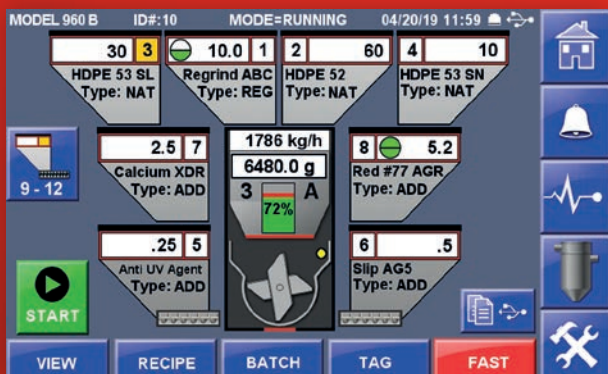 MODEL 960 B ID#:10 MODE=RUNNING 04/20/19 11:59
30 3 10.0 1 2 60 4 10
HDPE 53 SL Regrind ABC HDPE 52 HDPE 53 SN
Type: NAT Type: REG Type: NAT Type: NAT
1786 kg/h
6480.0 g
2.5 7 8 5.2
Calcium XDR 3 A Red #77 AGR
Type: ADD 72% Type: ADD
9 - 12
.25 5 6 .5
Anti UV Agent Slip AG5
Type: ADD Type: ADD
START
VIEW RECIPE BATCH TAG FAST